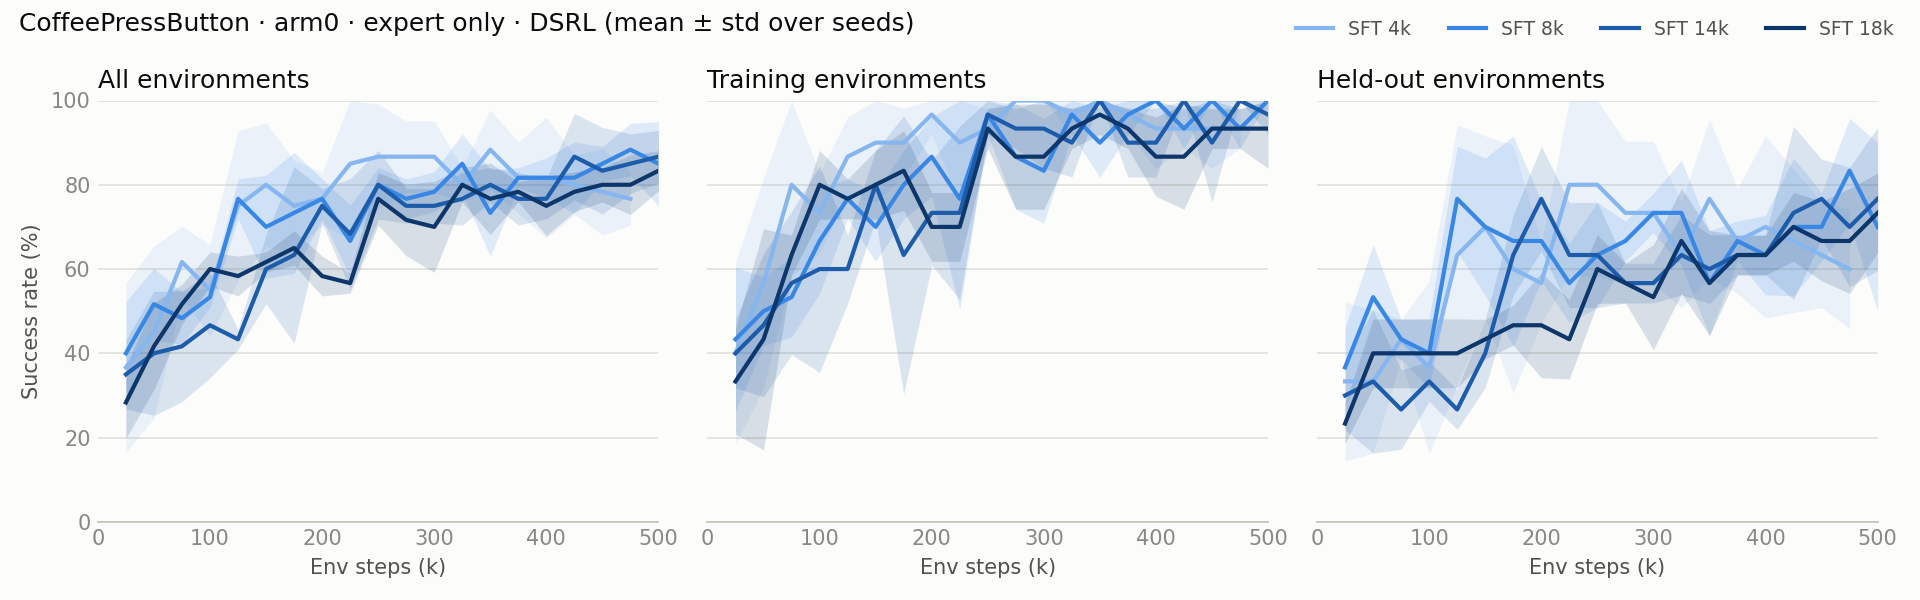 CoffeePressButton · arm0 · expert only · DSRL (mean ± std over seeds)
SFT 4k SFT 8k SFT 14k SFT 18k
All environments
Training environments
Held-out environments
Success rate (%)
100
80
60
40
20
0
0 100 200 300 400 500
0 100 200 300 400 500
0 100 200 300 400 500
Env steps (k)
Env steps (k)
Env steps (k)